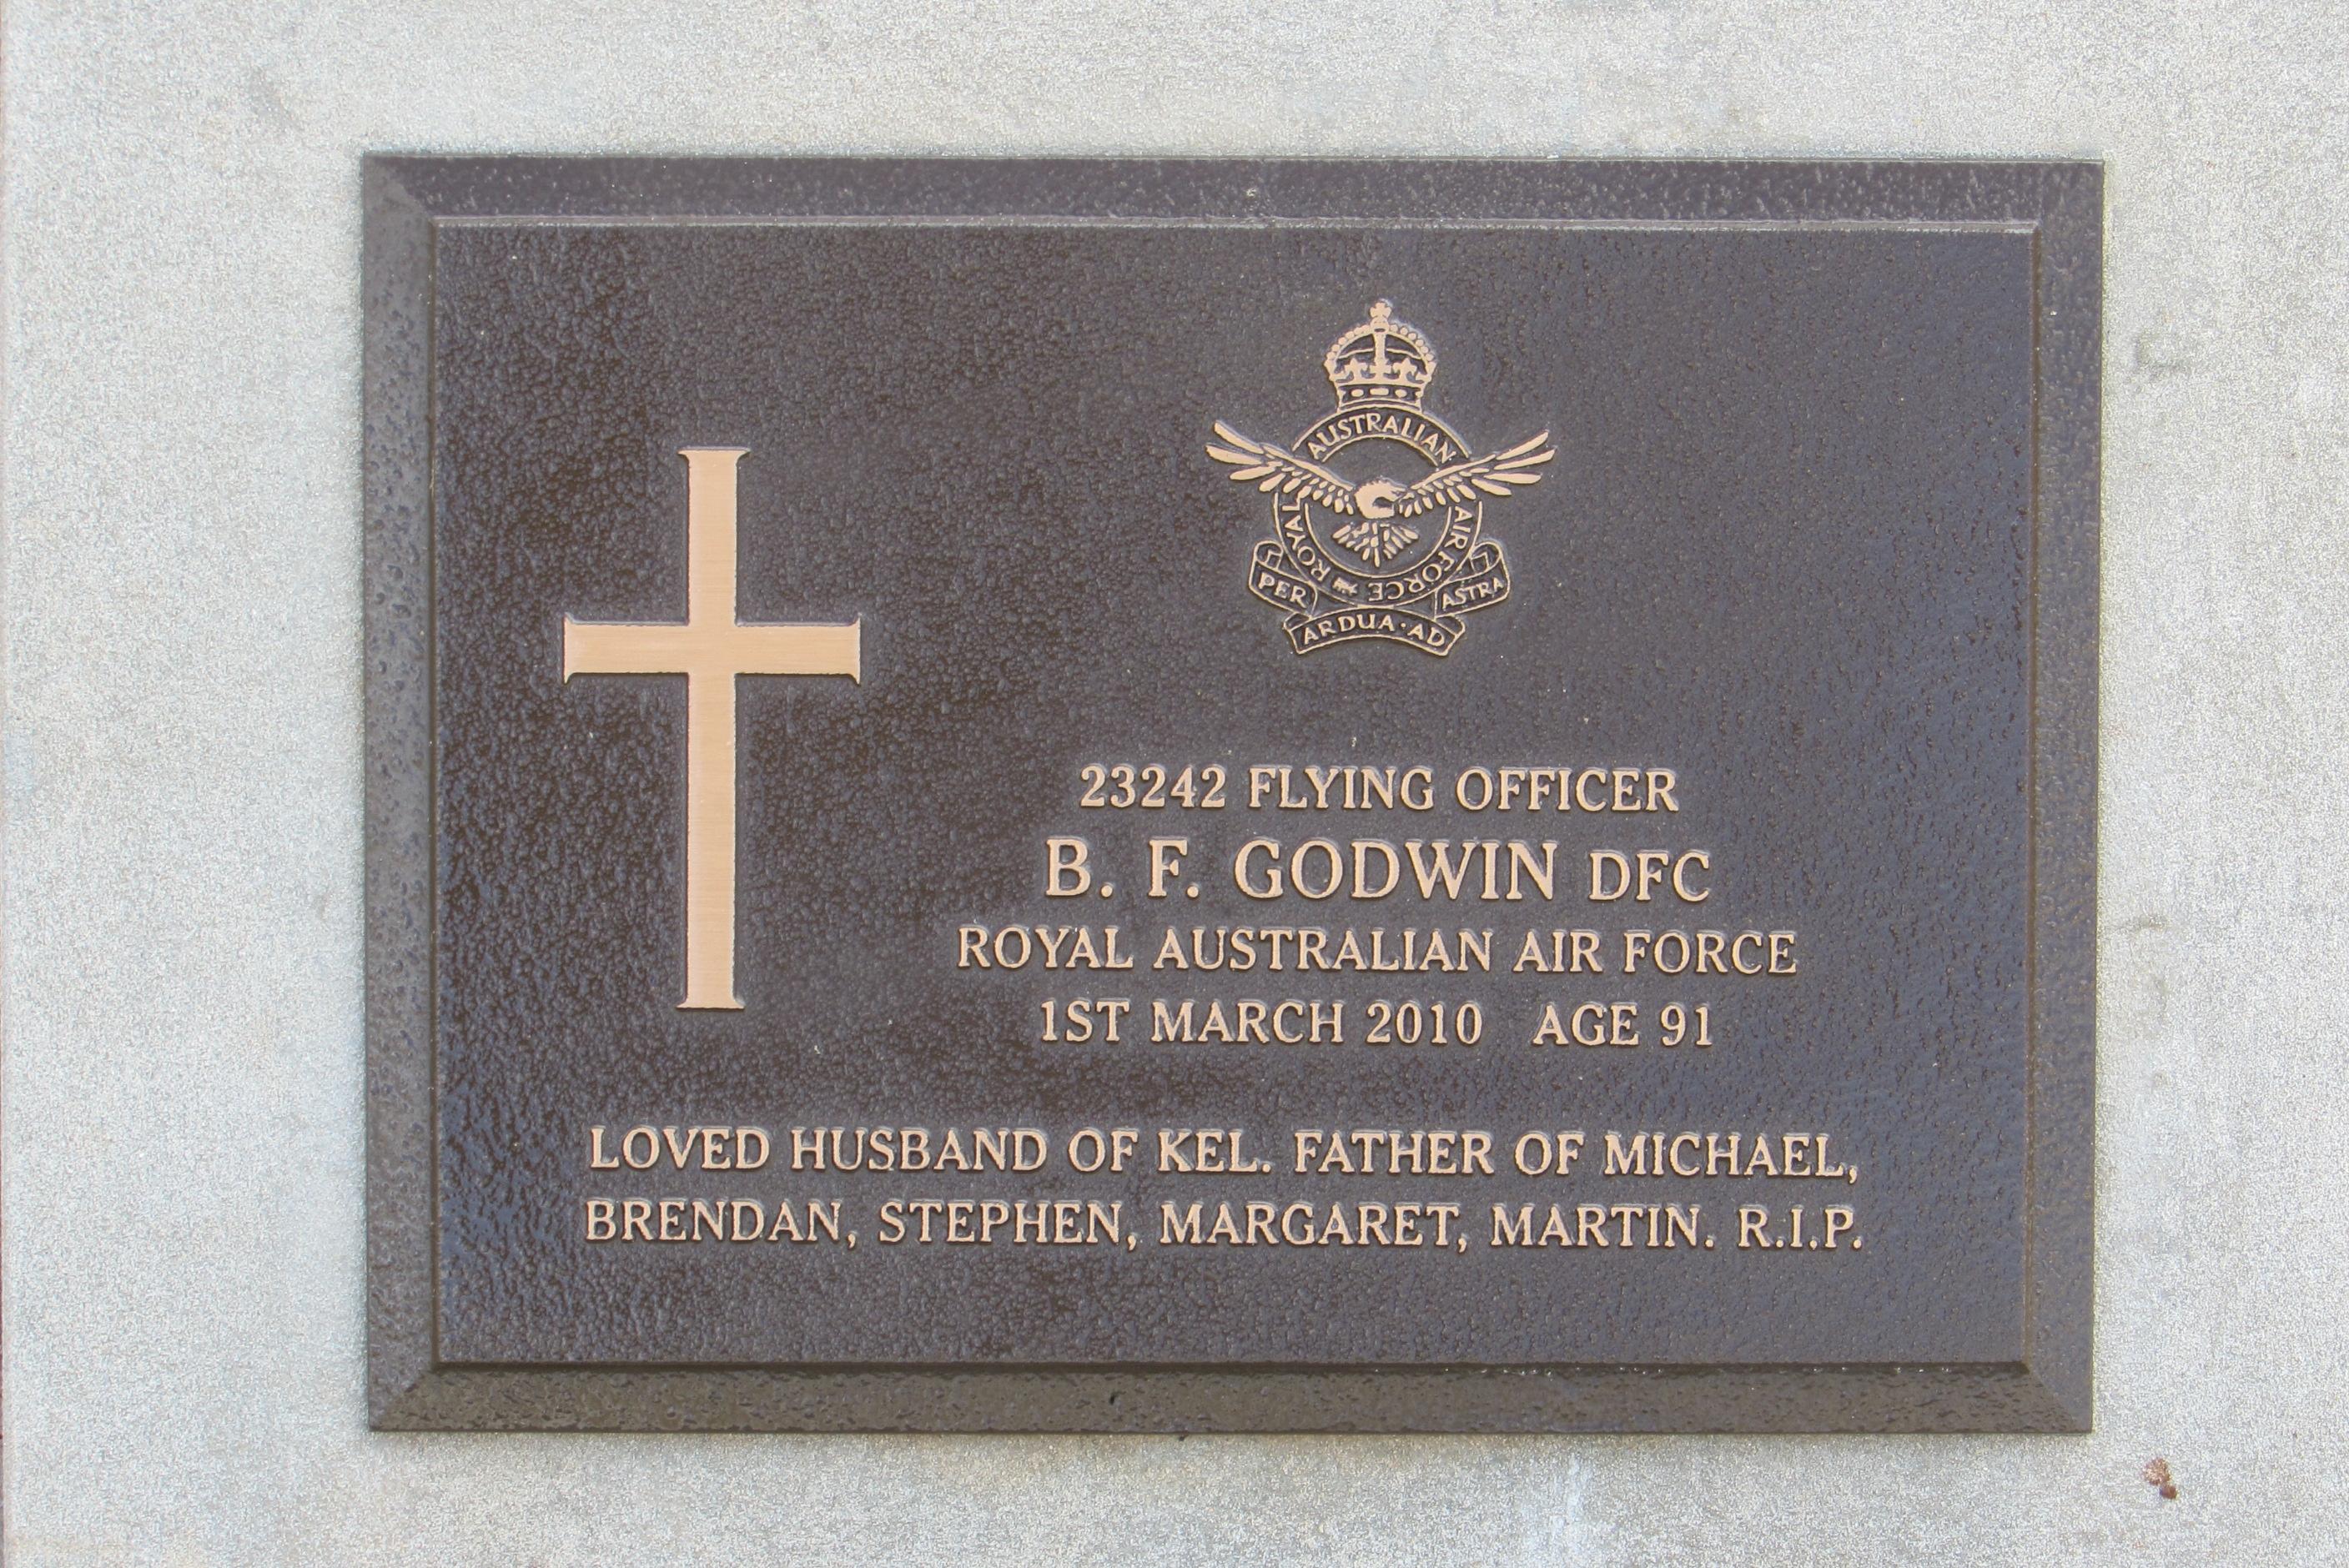 AUSTRALIAN
ROYAL AIR FORCE
PER ASTRA
ARDUA · AD
23242 FLYING OFFICER
B. F. GODWIN DFC
ROYAL AUSTRALIAN AIR FORCE
1ST MARCH 2010 AGE 91
LOVED HUSBAND OF KEL. FATHER OF MICHAEL,
BRENDAN, STEPHEN, MARGARET, MARTIN. R.I.P.